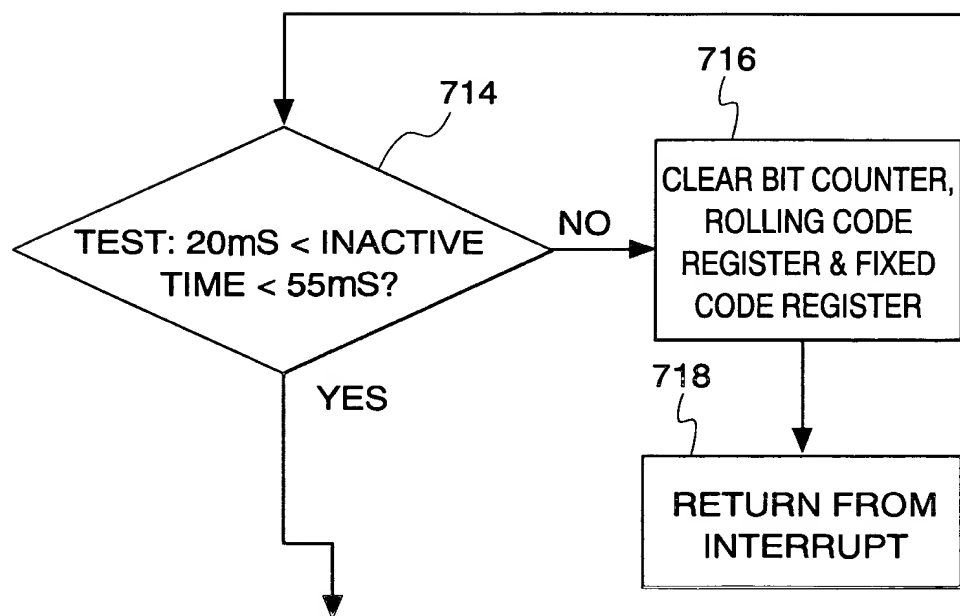 714
TEST: 20mS < INACTIVE
TIME < 55mS?
NO
YES
716
CLEAR BIT COUNTER,
ROLLING CODE
REGISTER & FIXED
CODE REGISTER
718
RETURN FROM
INTERRUPT